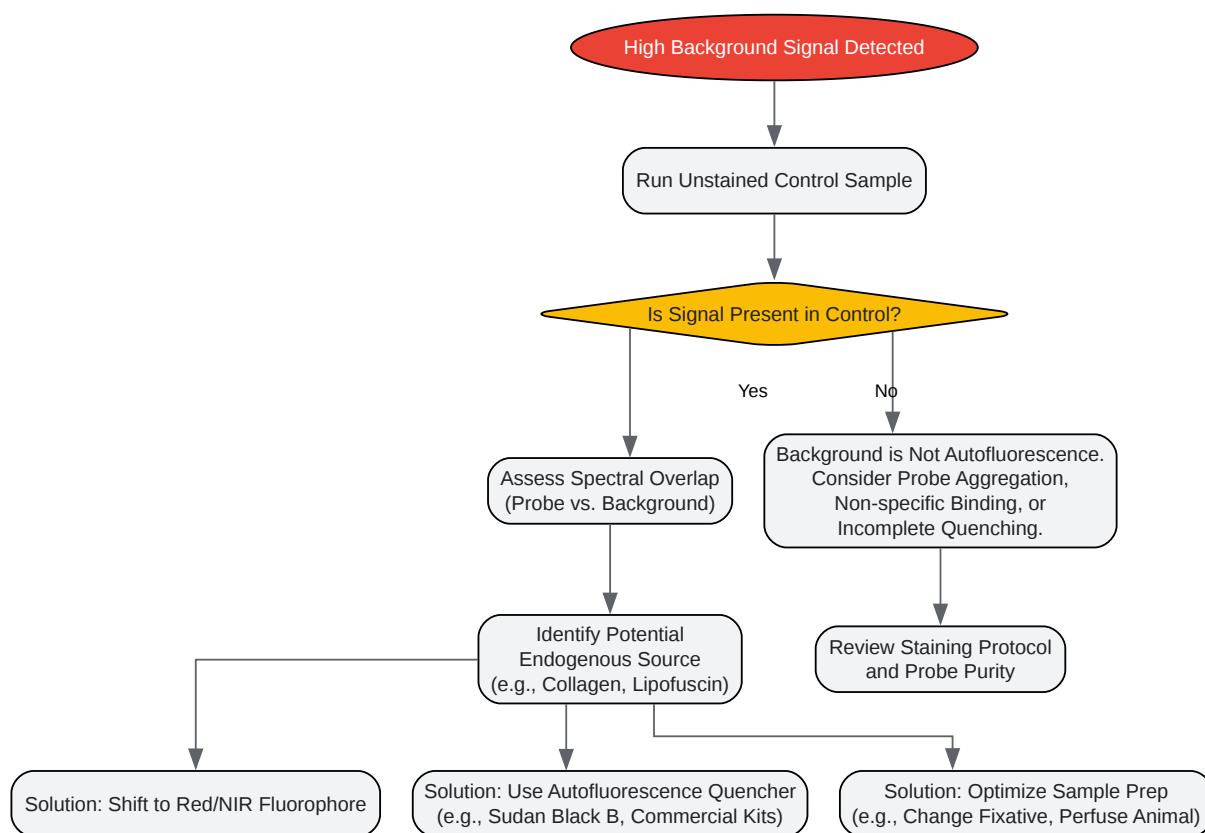 High Background Signal Detected
Run Unstained Control Sample
Is Signal Present in Control?
Yes
No
Assess Spectral Overlap
(Probe vs. Background)
Background is Not Autofluorescence.
Consider Probe Aggregation,
Non-specific Binding, or
Incomplete Quenching.
Identify Potential
Endogenous Source
(e.g., Collagen, Lipofuscin)
Review Staining Protocol
and Probe Purity
Solution: Shift to Red/NIR Fluorophore
Solution: Use Autofluorescence Quencher
(e.g., Sudan Black B, Commercial Kits)
Solution: Optimize Sample Prep
(e.g., Change Fixative, Perfuse Animal)